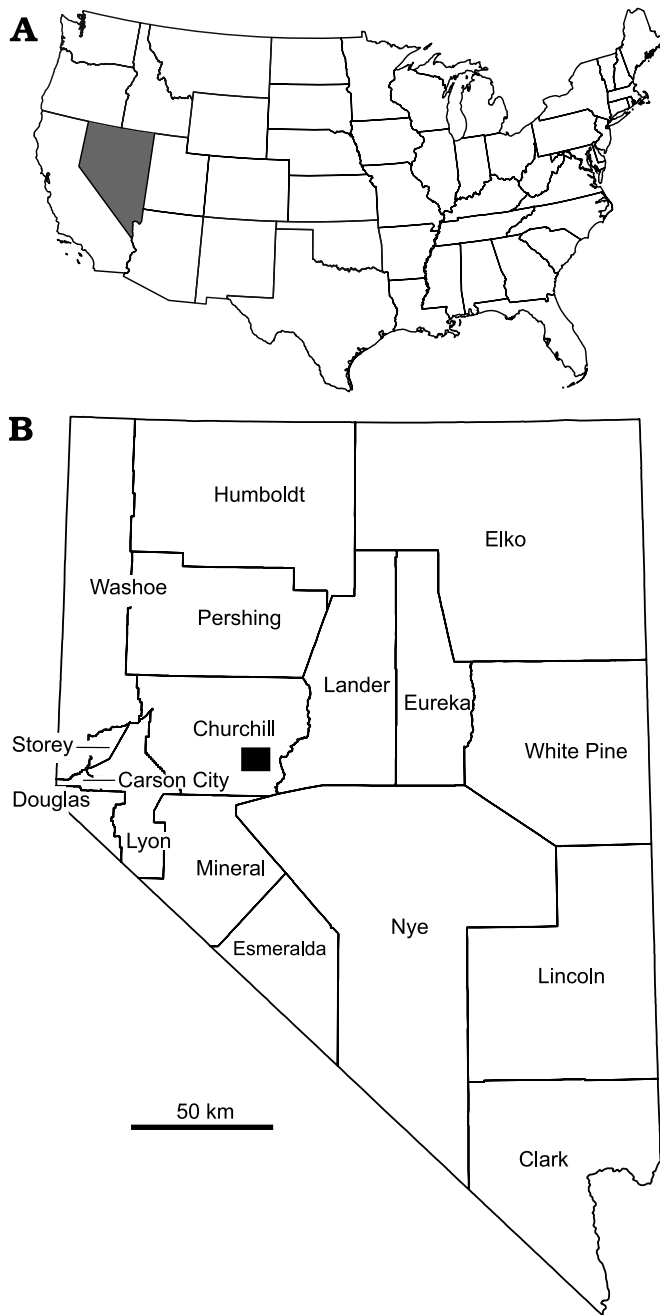 A
B
Humboldt
Elko
Washoe
Pershing
Lander
Eureka
Churchill
Storey
White Pine
Carson City
Douglas
Lyon
Mineral
Nye
Esmeralda
Lincoln
50 km
Clark